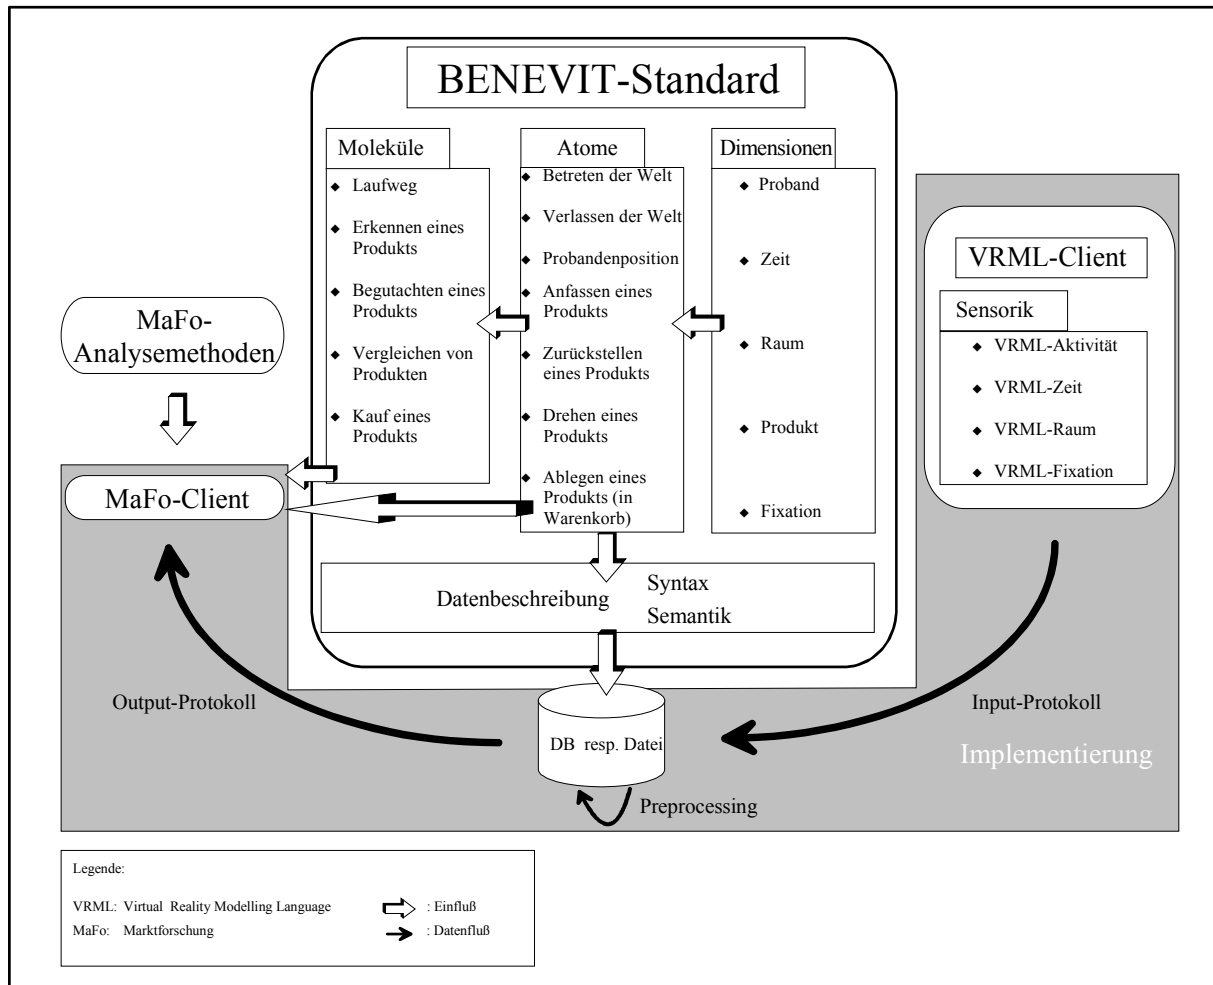 BENEVIT-Standard
Moleküle
Laufweg
Erkennen eines
Produkts
Begutachten eines
Produkts
Vergleichen von
Produkten
Kauf eines
Produkts
Atome
Betreten der Welt
Verlassen der Welt
Probandenposition
Anfassen eines
Produkts
Zurückstellen
eines Produkts
Drehen eines
Produkts
Ablegen eines
Produkts (in
Warenkorb)
Dimensionen
Proband
Zeit
Raum
Produkt
Fixation
VRML-Client
Sensorik
VRML-Aktivität
VRML-Zeit
VRML-Raum
VRML-Fixation
MaFo-
Analysemethoden
MaFo-Client
Datenbeschreibung
Syntax
Semantik
Output-Protokoll
DB resp. Datei
Input-Protokoll
Implementierung
Preprocessing
Legende:
VRML: Virtual Reality Modelling Language
: Einfluß
MaFo: Marktforschung
: Datenfluß